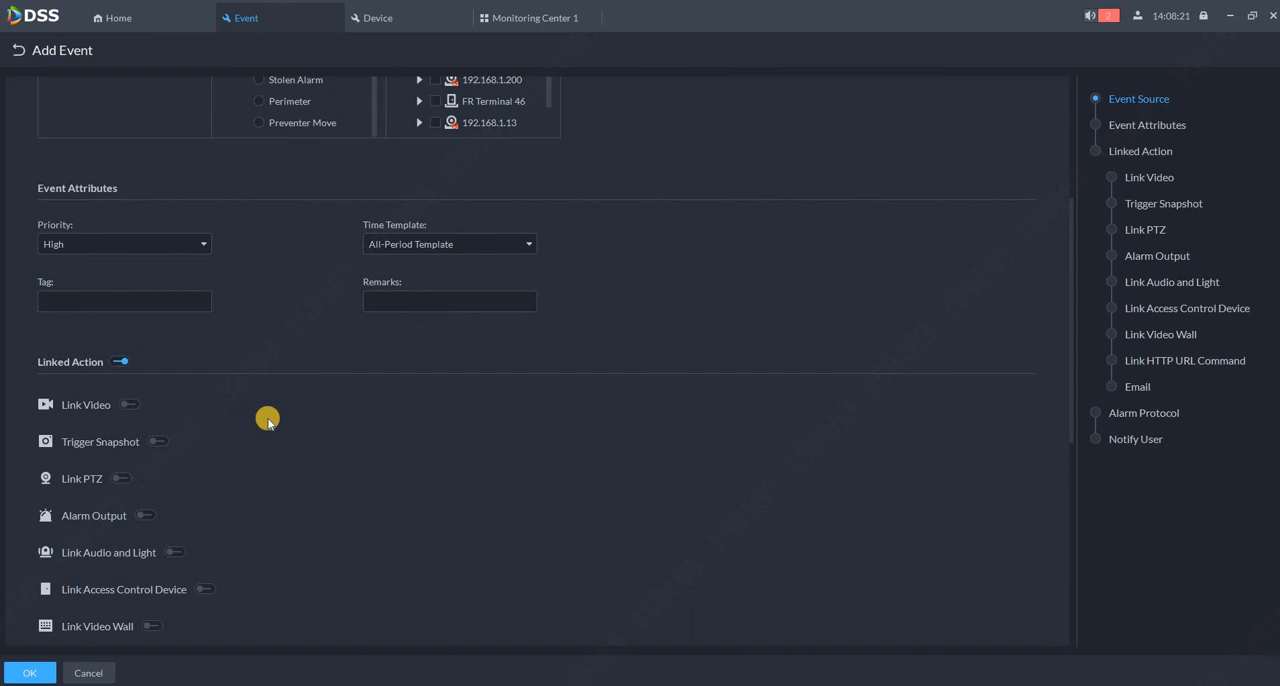 DSS Home Event Device Monitoring Center 1 2 14:08:21
Add Event
Stolen Alarm 192.168.1.200
Perimeter FR Terminal 46
Preventer Move 192.168.1.13
Event Attributes
Priority: Time Template:
High All-Period Template
Tag: Remarks:
Linked Action
Link Video
Trigger Snapshot
Link PTZ
Alarm Output
Link Audio and Light
Link Access Control Device
Link Video Wall
OK Cancel
Event Source
Event Attributes
Linked Action
Link Video
Trigger Snapshot
Link PTZ
Alarm Output
Link Audio and Light
Link Access Control Device
Link Video Wall
Link HTTP URL Command
Email
Alarm Protocol
Notify User